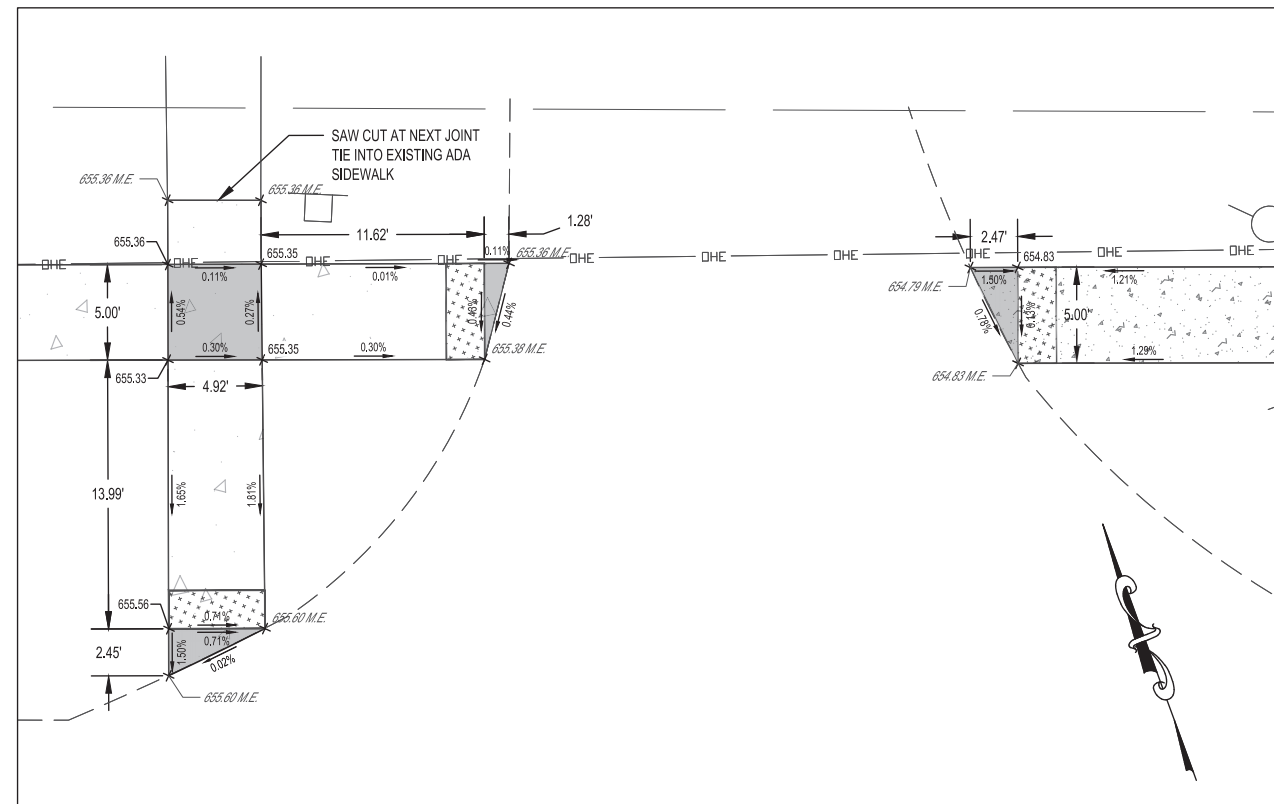 SAW CUT AT NEXT JOINT
TIE INTO EXISTING ADA
SIDEWALK
655.36 M.E.
655.36 M.E.
1.28'
11.62'
2.47'
655.36
655.35
0.11%
655.36 M.E.
654.83
OHE
OHE
OHE
OHE
OHE
OHE
OHE
OHE
OHE
OHE
0.11%
0.01%
1.50%
1.21%
654.79 M.E.
5.00'
0.54%
0.27%
0.46%
0.44%
0.78%
0.13%
5.00'
0.30%
0.30%
655.35
655.38 M.E.
1.29%
655.33
4.92'
654.83 M.E.
13.99'
1.65%
1.81%
655.56
0.71%
655.60 M.E.
2.45'
1.50%
0.71%
0.02%
655.60 M.E.